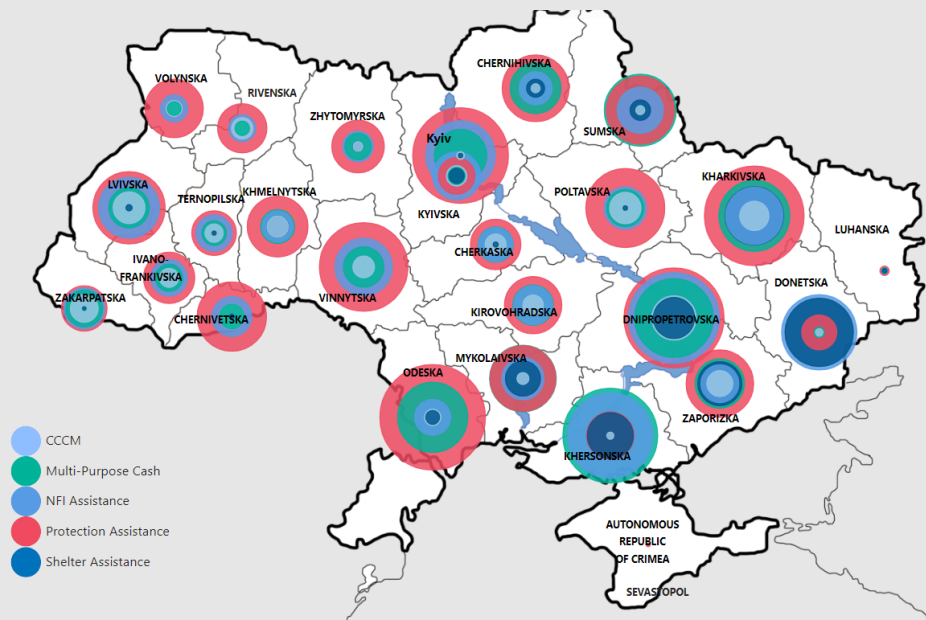 CHERNIHIVSKA
VOLYNSKA
RIVENSKA
ZHYTOMYRSKA
SUMSKA
Kyiv
KHARKIVSKA
LVIVSKA
TERNOPILSKA
KHMELNYTSKA
POLTAVSKA
KYIVSKA
LUHANSKA
CHERKASKA
IVANO-
FRANKIVSKA
DONETSKA
ZAKARPATSKA
VINNYTSKA
KIROVOHRADSKA
CHERNIVETSKA
DNIPROPETROVSKA
MYKOLAIVSKA
ODESKA
ZAPORIZKA
KHERSONSKA
CCCM
Multi-Purpose Cash
NFI Assistance
Protection Assistance
Shelter Assistance
AUTONOMOUS
REPUBLIC
OF CRIMEA
SEVASTOPOL